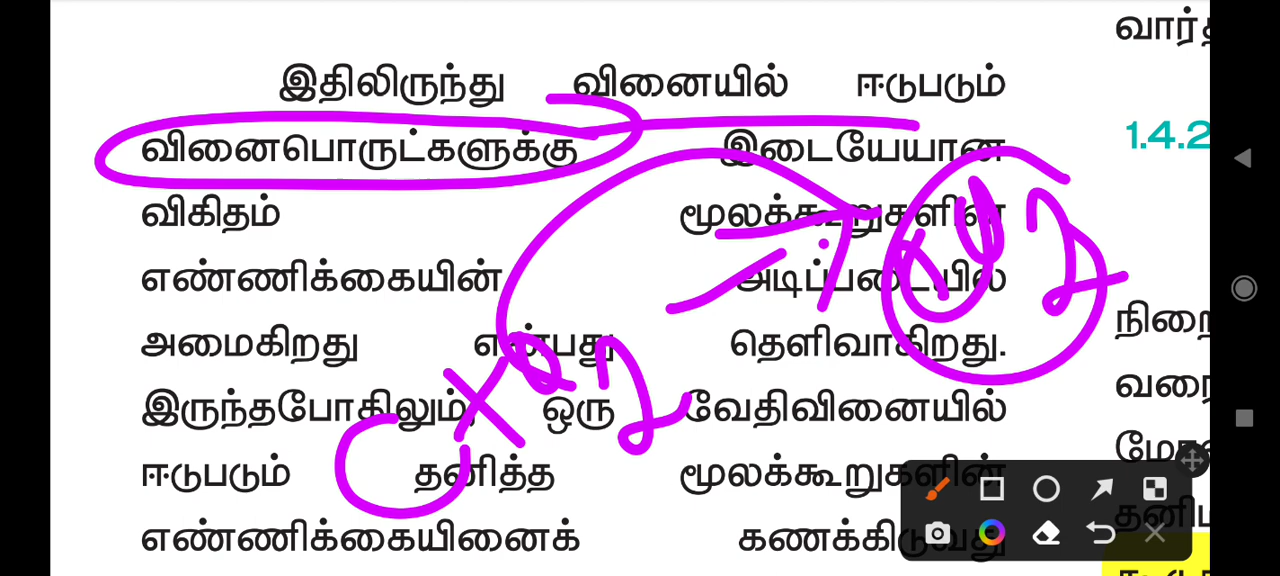 இதிலிருந்து வினையில் ஈடுபடும்
வினைபொருட்களுக்கு இடையேயான
விகிதம் மூலக்கூறுகளின்
எண்ணிக்கையின் அடிப்படையில்
அமைகிறது என்பது தெளிவாகிறது.
இருந்தபோதிலும், ஒரு வேதிவினையில்
ஈடுபடும் தனித்த மூலக்கூறுகளின்
எண்ணிக்கையினைக் கணக்கிடுவது
1.4.2
நிறை
வரை